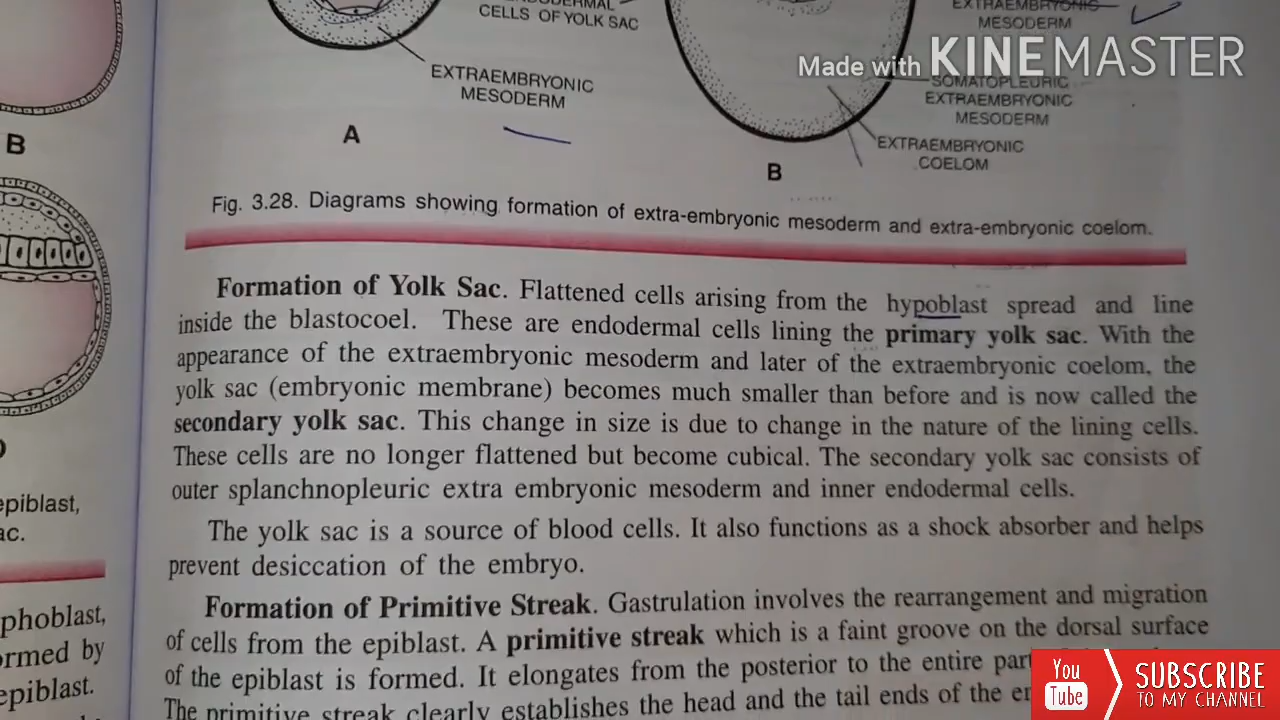 CELLS OF YOLK SAC
EXTRAEMBRYONIC
MESODERM
EXTRAEMBRYONIC
MESODERM
Made with KINEMASTER
SOMATOPLEURIC
EXTRAEMBRYONIC
MESODERM
EXTRAEMBRYONIC
COELOM
A
B
B
Fig. 3.28. Diagrams showing formation of extra-embryonic mesoderm and extra-embryonic coelom.
Formation of Yolk Sac. Flattened cells arising from the hypoblast spread and line
inside the blastocoel. These are endodermal cells lining the primary yolk sac. With the
appearance of the extraembryonic mesoderm and later of the extraembryonic coelom, the
yolk sac (embryonic membrane) becomes much smaller than before and is now called the
secondary yolk sac. This change in size is due to change in the nature of the lining cells.
These cells are no longer flattened but become cubical. The secondary yolk sac consists of
outer splanchnopleuric extra embryonic mesoderm and inner endodermal cells.
The yolk sac is a source of blood cells. It also functions as a shock absorber and helps
prevent desiccation of the embryo.
Formation of Primitive Streak. Gastrulation involves the rearrangement and migration
of cells from the epiblast. A primitive streak which is a faint groove on the dorsal surface
of the epiblast is formed. It elongates from the posterior to the entire
The primitive streak clearly establishes the head and the tail ends of the
epiblast,
ac.
phoblast,
ormed by
epiblast.
You
Tube
SUBSCRIBE
TO MY CHANNEL